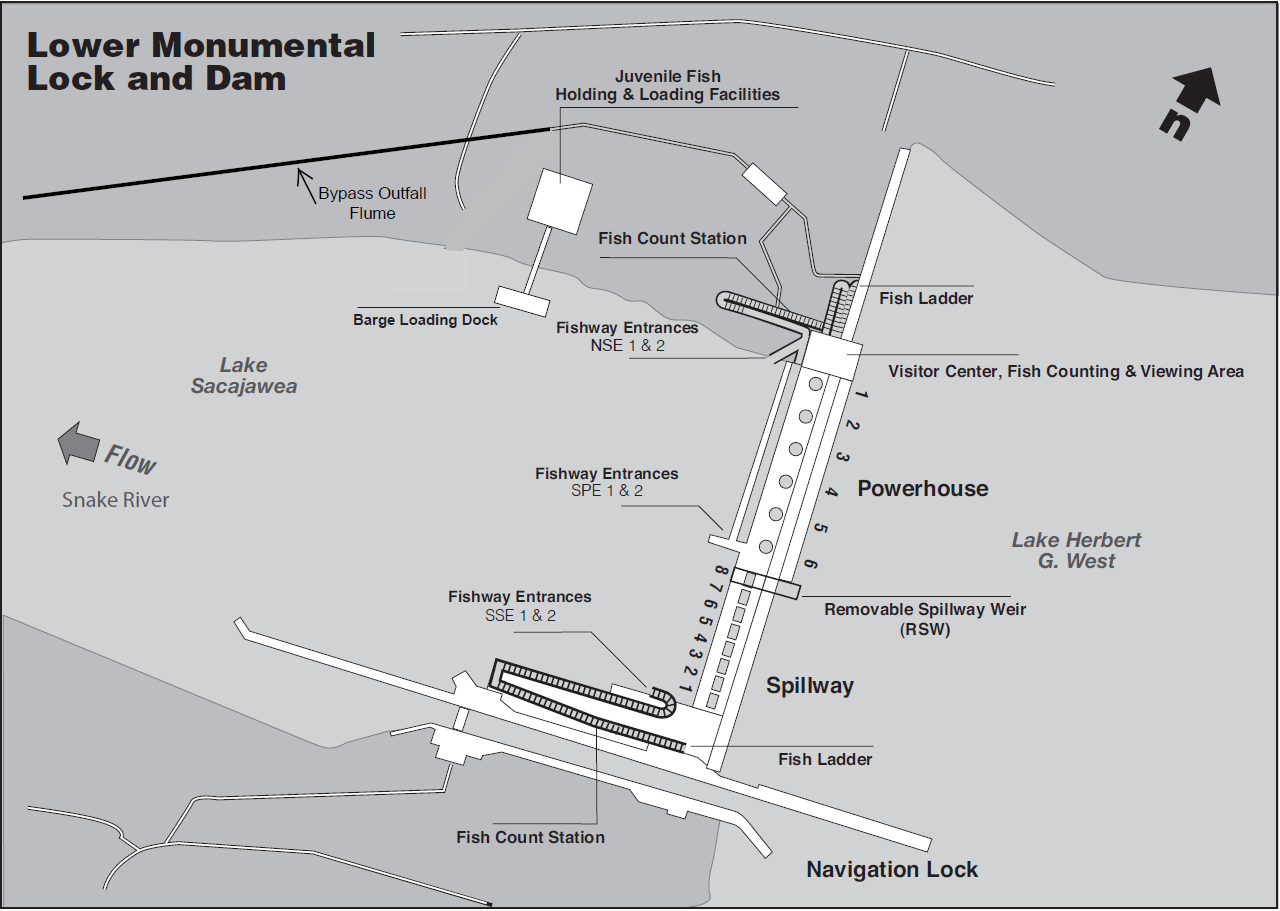 Lower Monumental
Lock and Dam
Juvenile Fish
Holding & Loading Facilities
n
Bypass Outfall
Flume
Fish Count Station
Fish Ladder
Barge Loading Dock
Fishway Entrances
NSE 1 & 2
Visitor Center, Fish Counting & Viewing Area
Lake
Sacajawea
1
2
3
4
5
6
Flow
Snake River
Fishway Entrances
SPE 1 & 2
Powerhouse
Lake Herbert
G. West
8
7
6
5
4
3
2
1
Fishway Entrances
SSE 1 & 2
Removable Spillway Weir
(RSW)
Spillway
Fish Ladder
Fish Count Station
Navigation Lock